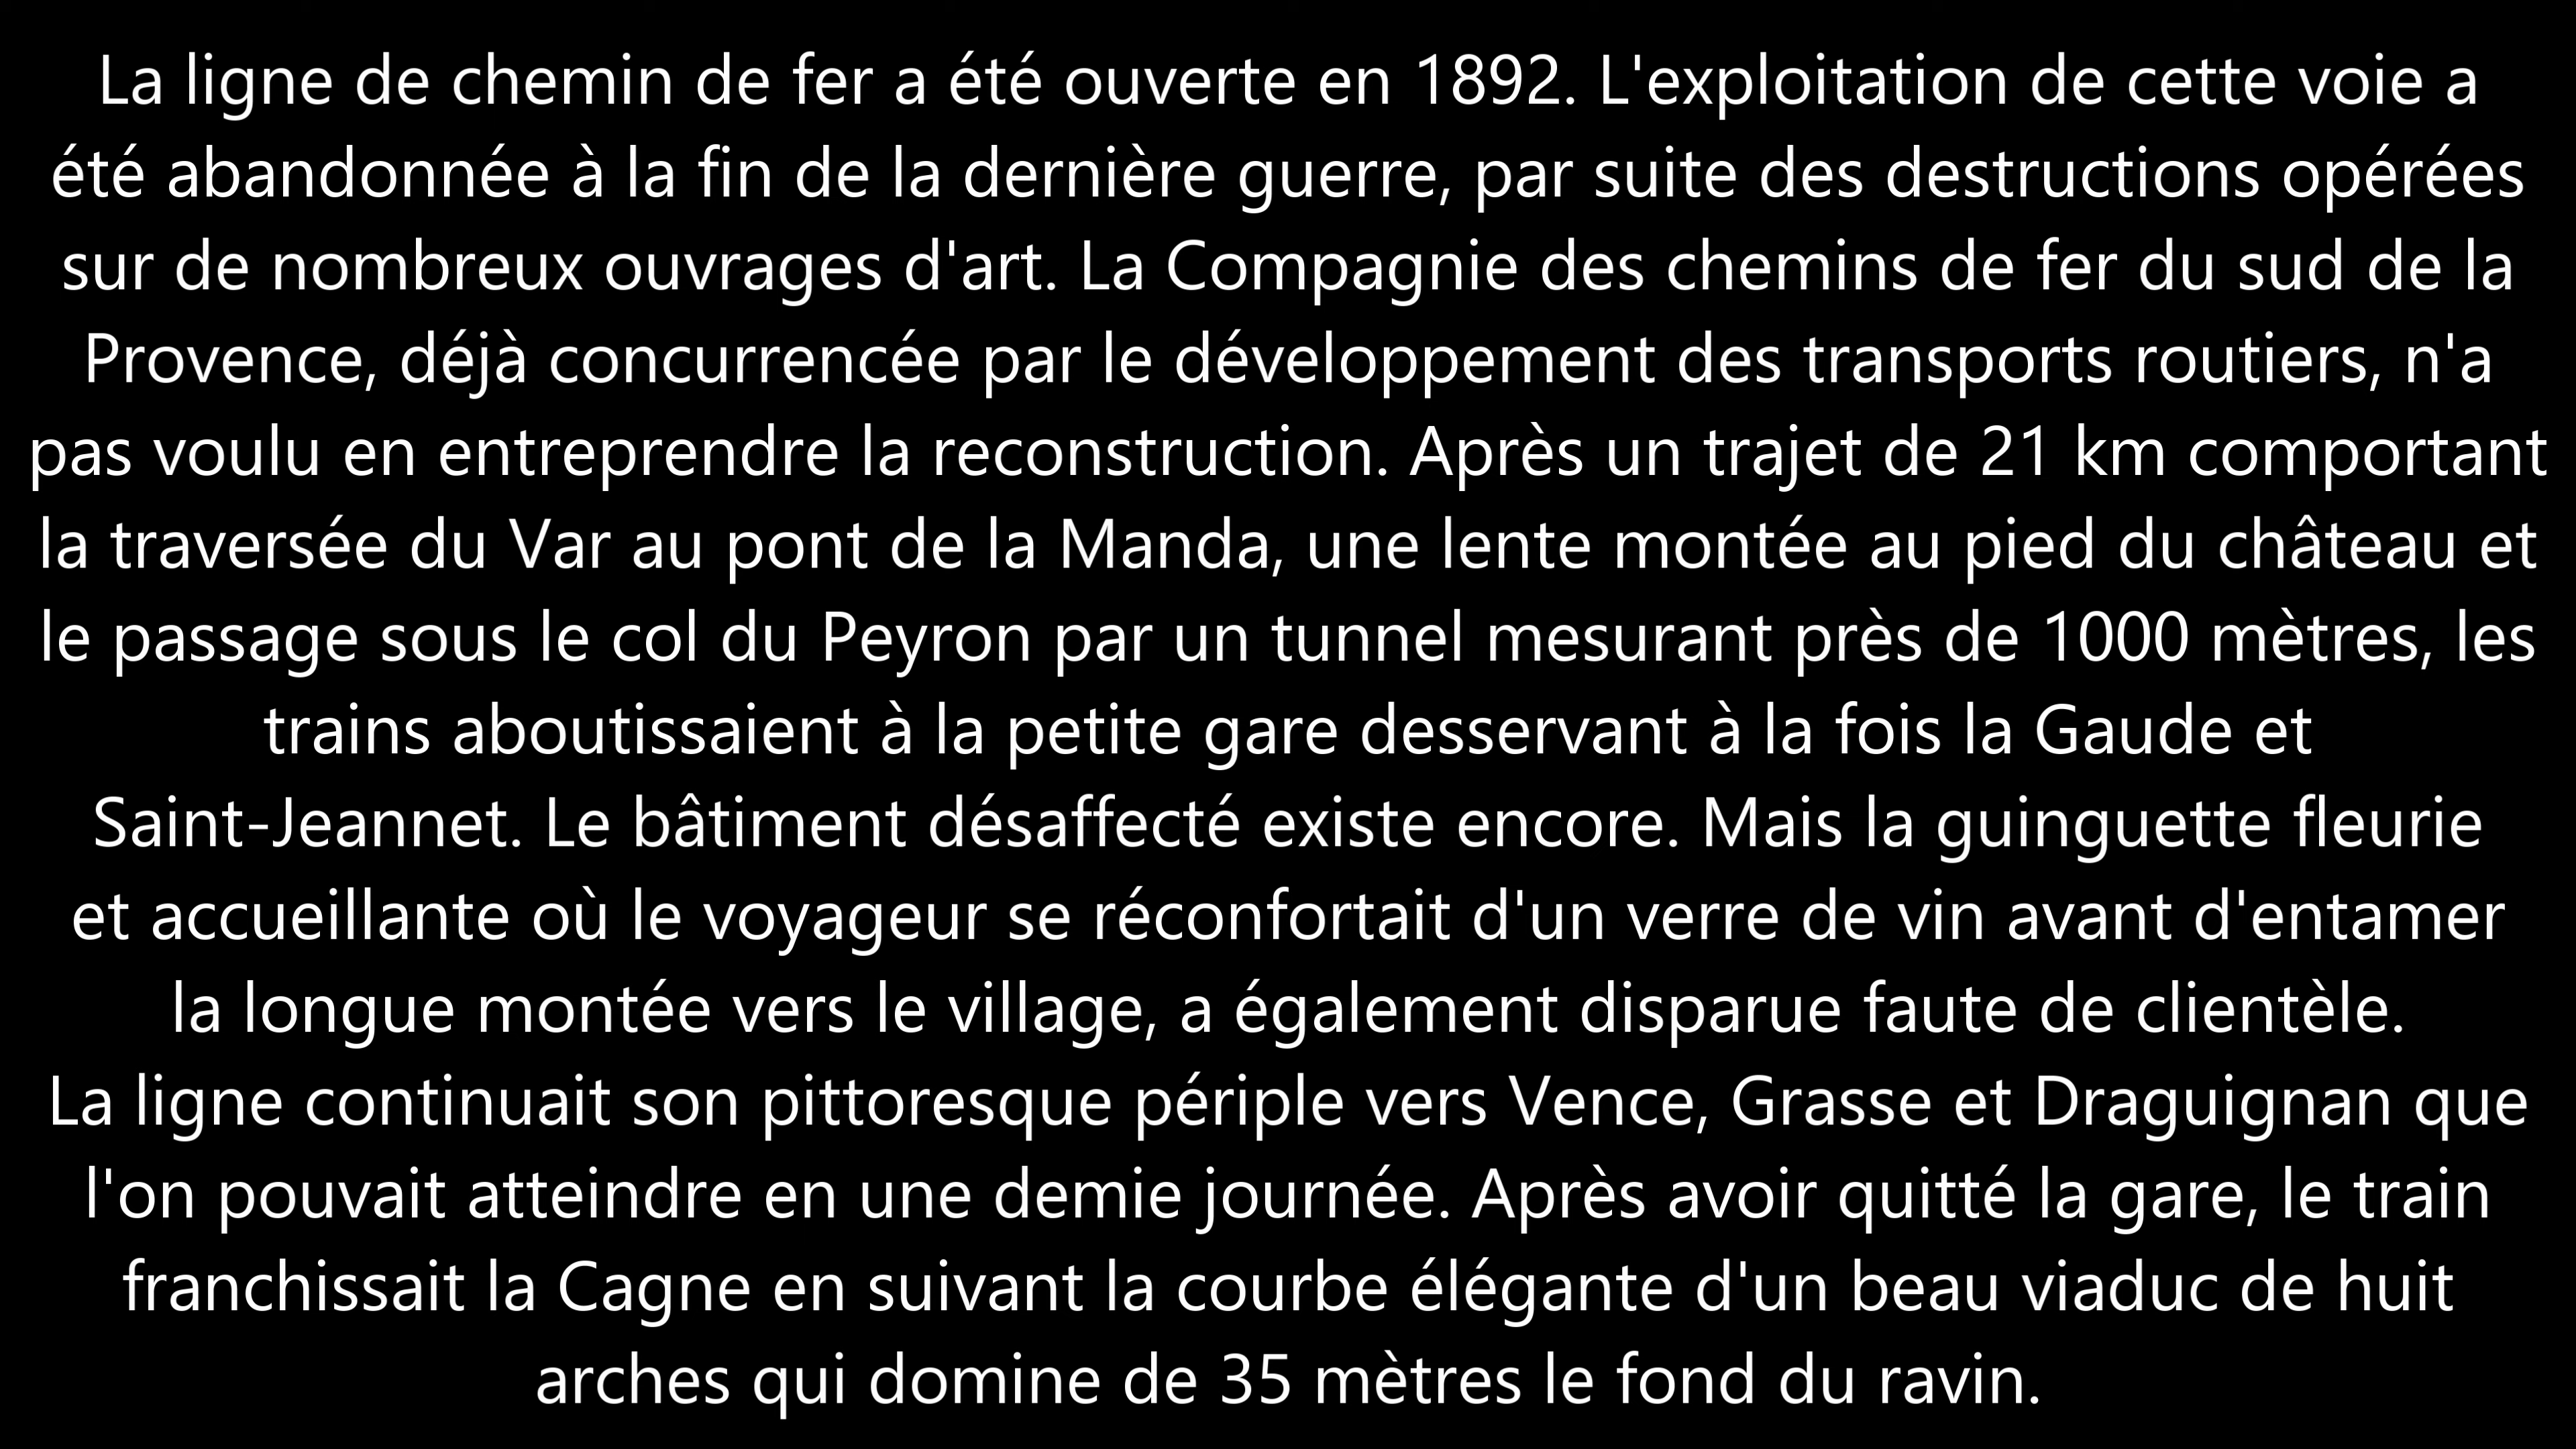 La ligne de chemin de fer a été ouverte en 1892. L'exploitation de cette voie a
été abandonnée à la fin de la dernière guerre, par suite des destructions opérées
sur de nombreux ouvrages d'art. La Compagnie des chemins de fer du sud de la
Provence, déjà concurrencée par le développement des transports routiers, n'a
pas voulu en entreprendre la reconstruction. Après un trajet de 21 km comportant
la traversée du Var au pont de la Manda, une lente montée au pied du château et
le passage sous le col du Peyron par un tunnel mesurant près de 1000 mètres, les
trains aboutissaient à la petite gare desservant à la fois la Gaude et
Saint-Jeannet. Le bâtiment désaffecté existe encore. Mais la guinguette fleurie
et accueillante où le voyageur se réconfortait d'un verre de vin avant d'entamer
la longue montée vers le village, a également disparue faute de clientèle.
La ligne continuait son pittoresque périple vers Vence, Grasse et Draguignan que
l'on pouvait atteindre en une demie journée. Après avoir quitté la gare, le train
franchissait la Cagne en suivant la courbe élégante d'un beau viaduc de huit
arches qui domine de 35 mètres le fond du ravin.